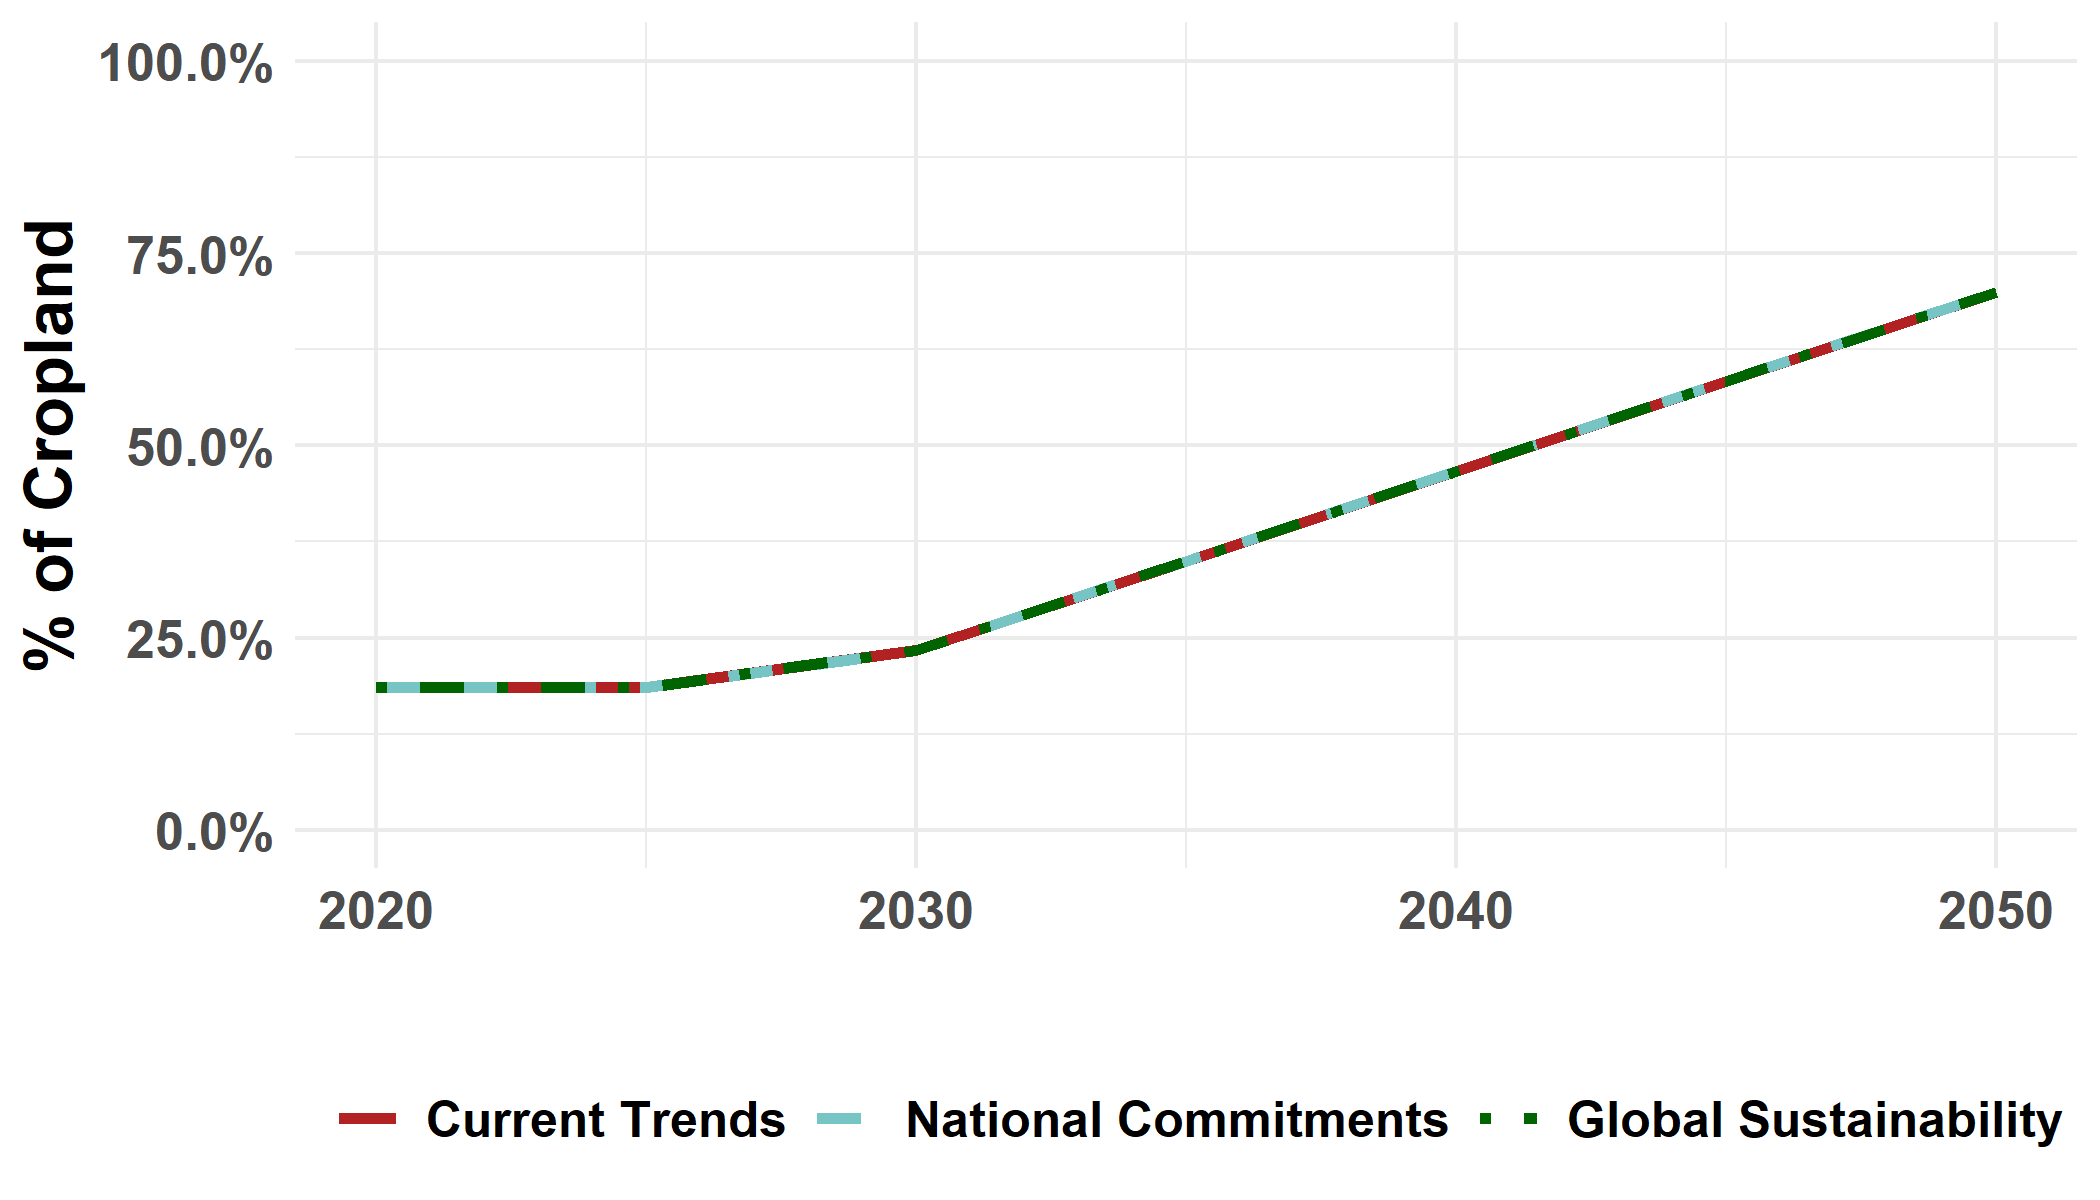 100.0%
75.0%
50.0%
25.0%
0.0%
% of Cropland
2020 2030 2040 2050
Current Trends National Commitments Global Sustainability